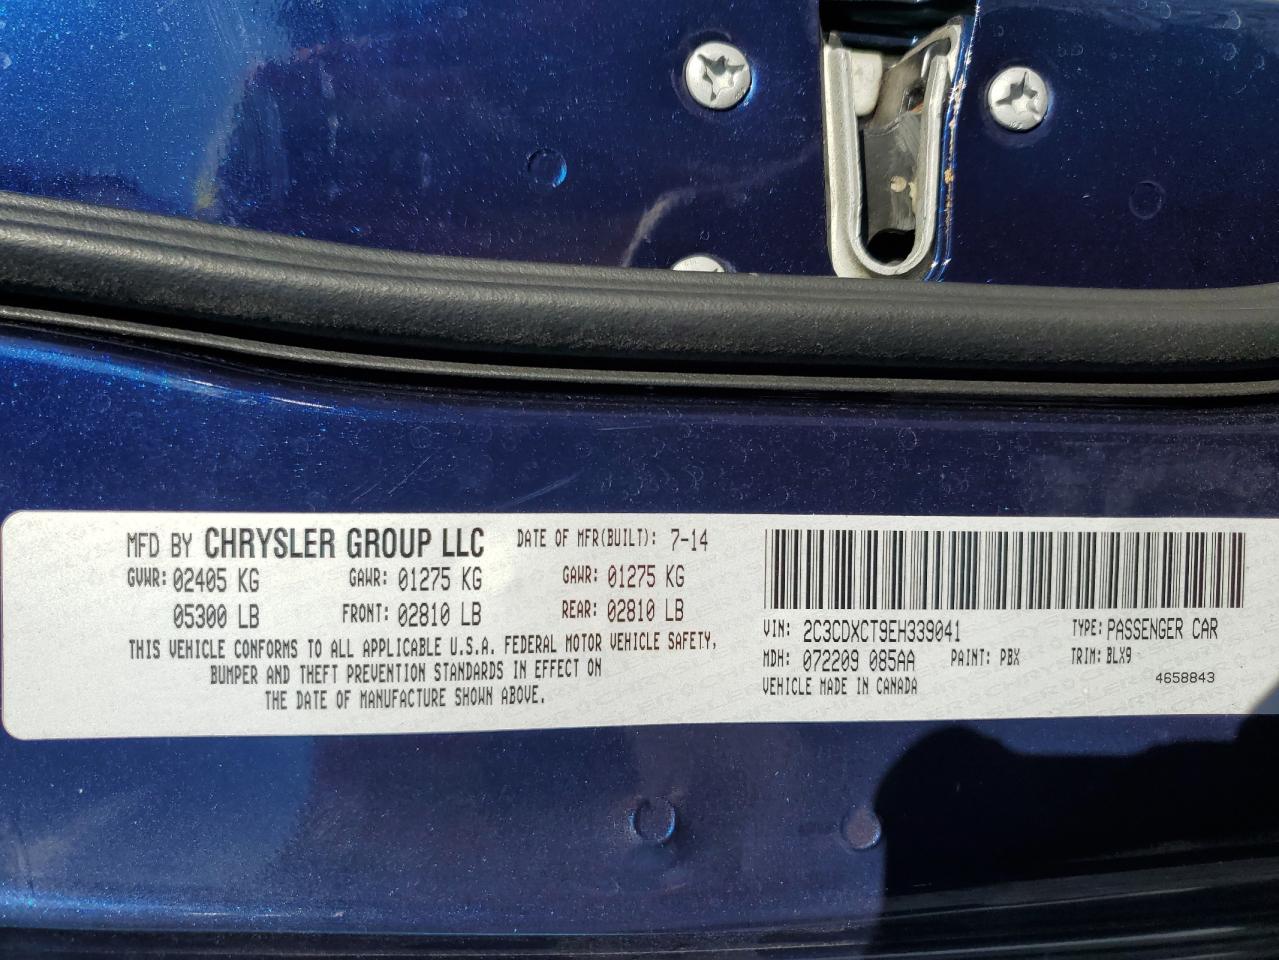 MFD BY CHRYSLER GROUP LLC DATE OF MFR(BUILT): 7-14
GVWR: 02405 KG GAWR: 01275 KG GAWR: 01275 KG
05300 LB FRONT: 02810 LB REAR: 02810 LB
THIS VEHICLE CONFORMS TO ALL APPLICABLE U.S.A. FEDERAL MOTOR VEHICLE SAFETY,
BUMPER AND THEFT PREVENTION STANDARDS IN EFFECT ON
THE DATE OF MANUFACTURE SHOWN ABOVE.
VIN: 2C3CDXCT9EH339041 TYPE: PASSENGER CAR
MDH: 072209 085AA PAINT: PBX TRIM: BLX9
VEHICLE MADE IN CANADA 4658843